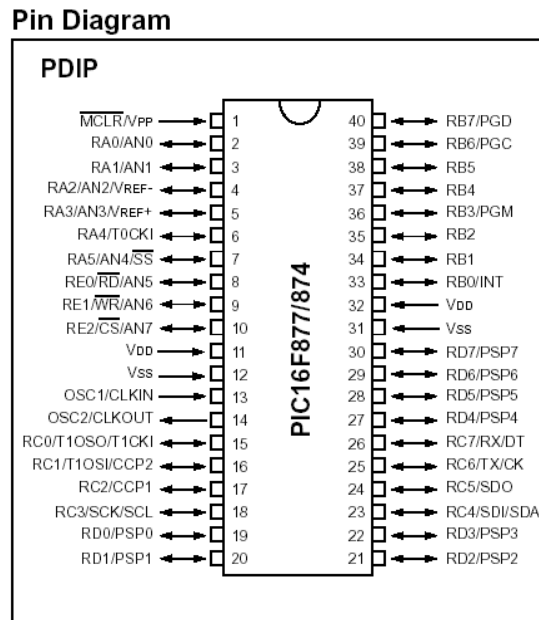 Pin Diagram
PDIP
MCLR/VPP 1 40 RB7/PGD
RA0/AN0 2 39 RB6/PGC
RA1/AN1 3 38 RB5
RA2/AN2/VREF- 4 37 RB4
RA3/AN3/VREF+ 5 36 RB3/PGM
RA4/T0CKI 6 35 RB2
RA5/AN4/SS 7 34 RB1
RE0/RD/AN5 8 33 RB0/INT
RE1/WR/AN6 9 32 VDD
RE2/CS/AN7 10 31 VSS
VDD 11 30 RD7/PSP7
VSS 12 29 RD6/PSP6
OSC1/CLKIN 13 28 RD5/PSP5
OSC2/CLKOUT 14 27 RD4/PSP4
RC0/T1OSO/T1CKI 15 26 RC7/RX/DT
RC1/T1OSI/CCP2 16 25 RC6/TX/CK
RC2/CCP1 17 24 RC5/SDO
RC3/SCK/SCL 18 23 RC4/SDI/SDA
RD0/PSP0 19 22 RD3/PSP3
RD1/PSP1 20 21 RD2/PSP2
PIC16F877/874